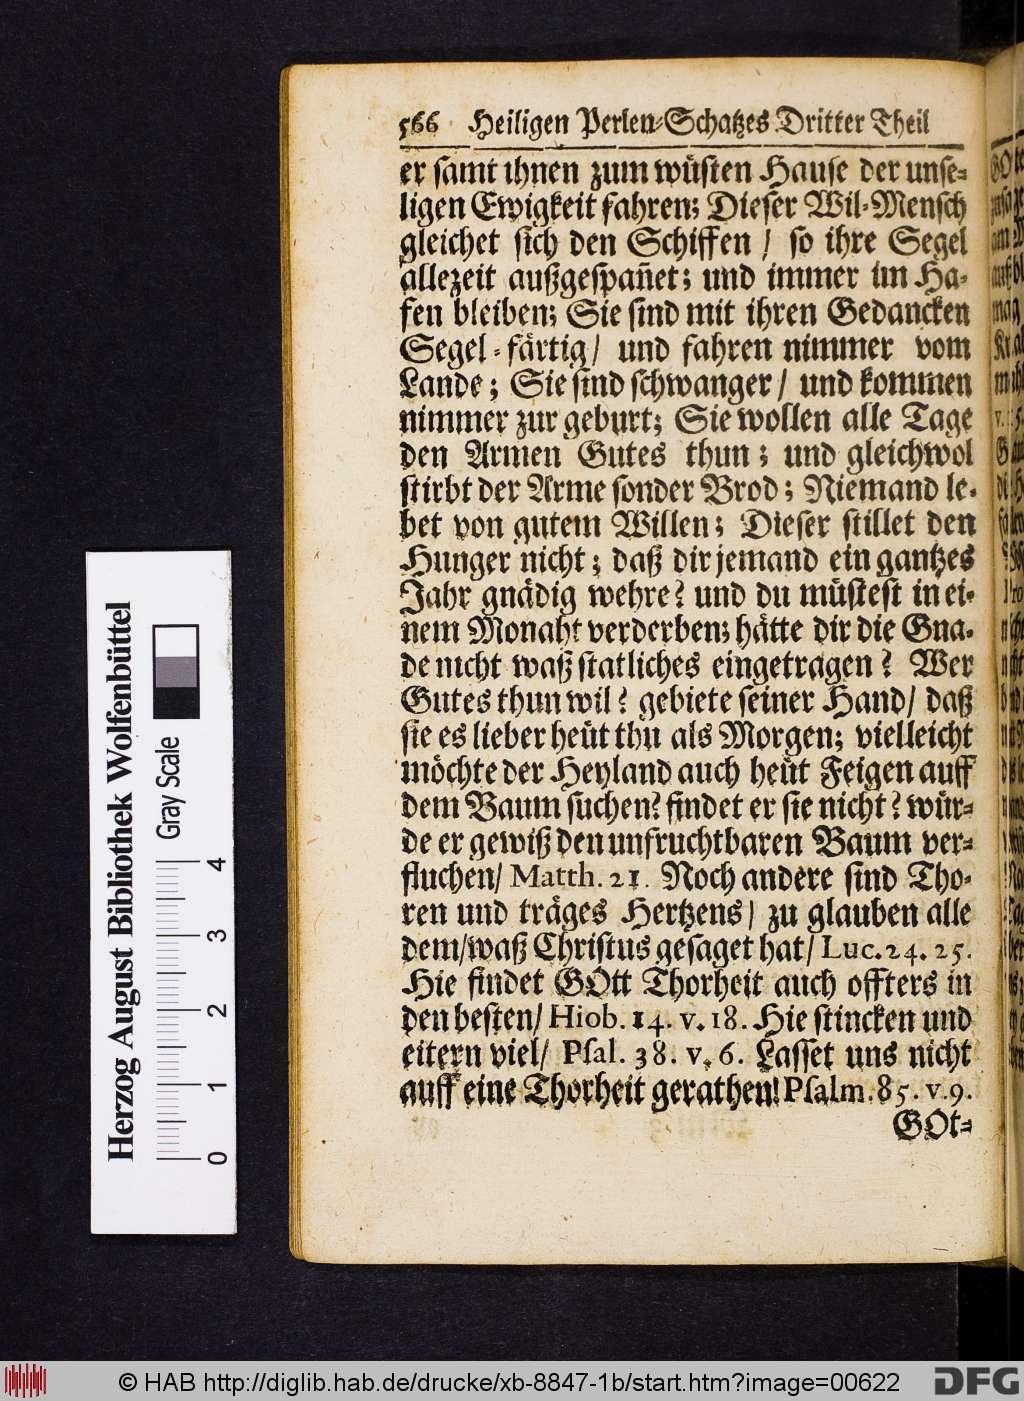 566 Heiligen Perlen-Schatzes Dritter Theil
er samt ihnen zum wüsten Hause der unse-
ligen Ewigkeit fahren; Dieser Wil-Mensch
gleichet sich den Schiffen / so ihre Segel
allezeit außgespañet; und immer im Ha-
fen bleiben; Sie sind mit ihren Gedancken
Segel-färtig / und fahren nimmer vom
Lande; Sie sind schwanger / und kommen
nimmer zur geburt; Sie wollen alle Tage
den Armen Gutes thun; und gleichwol
stirbt der Arme sonder Brod; Niemand le-
bet von gutem Willen; Dieser stillet den
Hunger nicht; daß dir jemand ein gantzes
Jahr gnädig wehre? und du müstest in ei-
nem Monaht verderben; hätte dir die Gna-
de nicht waß statliches eingetragen? Wer
Gutes thun wil? gebiete seiner Hand / daß
sie es lieber heüt thu als Morgen; vielleicht
möchte der Heyland auch heüt Feigen auff
dem Baum suchen? findet er sie nicht? wür-
de er gewiß den unfruchtbaren Baum ver-
fluchen / Matth. 21. Noch andere sind Tho-
ren und träges Hertzens / zu glauben alle
dem / waß Christus gesaget hat / Luc. 24. 25.
Hie findet GOtt Thorheit auch offters in
den besten / Hiob. 14. v. 18. Hie stincken und
eitern viel / Psal. 38. v. 6. Lasset uns nicht
auff eine Thorheit gerathen! Psalm. 85. v. 9.
GOt-
Herzog August Bibliothek Wolfenbüttel
Gray Scale
0 1 2 3 4
© HAB http://diglib.hab.de/drucke/xb-8847-1b/start.htm?image=00622
DFG